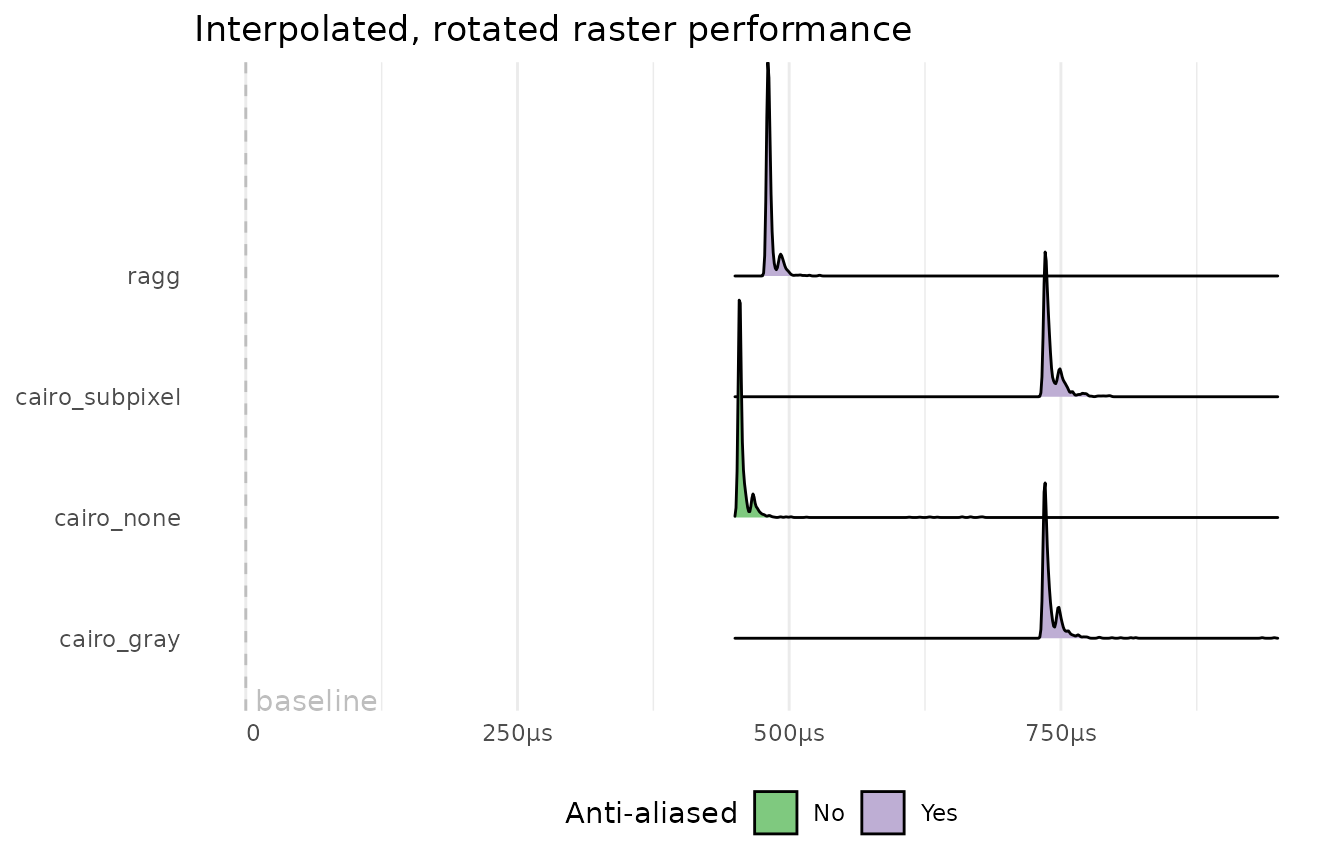 Interpolated, rotated raster performance
ragg
cairo_subpixel
cairo_none
cairo_gray
baseline
0 250µs 500µs 750µs
Anti-aliased No Yes